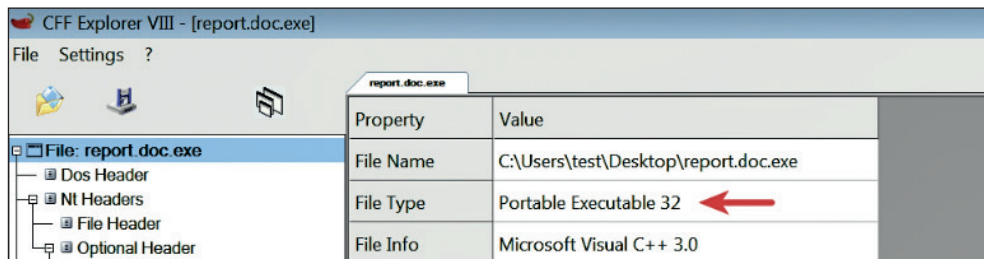 CFF Explorer VIII - [report.doc.exe]
File Settings ?
report.doc.exe
Property Value
File: report.doc.exe
File Name C:\Users\test\Desktop\report.doc.exe
Dos Header
Nt Headers
File Type Portable Executable 32
File Header
Optional Header
File Info Microsoft Visual C++ 3.0